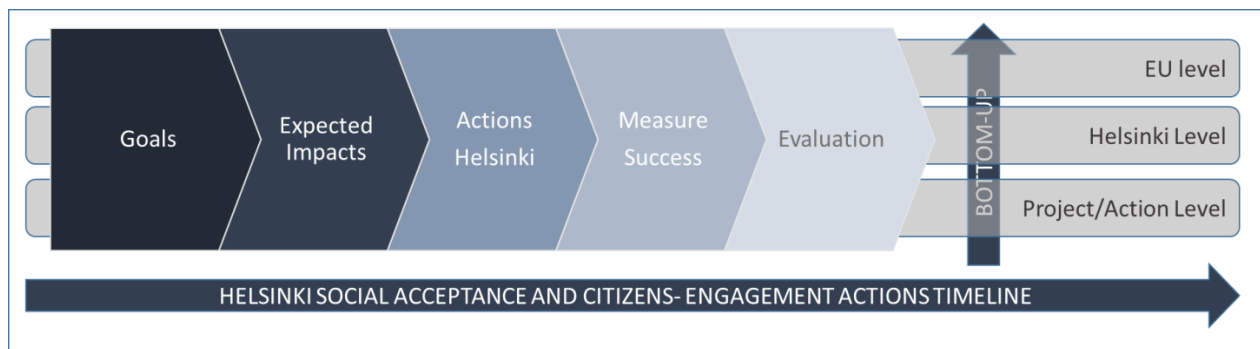 Goals
Expected
Impacts
Actions
Helsinki
Measure
Success
Evaluation
BOTTOM-UP
EU level
Helsinki Level
Project/Action Level
HELSINKI SOCIAL ACCEPTANCE AND CITIZENS- ENGAGEMENT ACTIONS TIMELINE